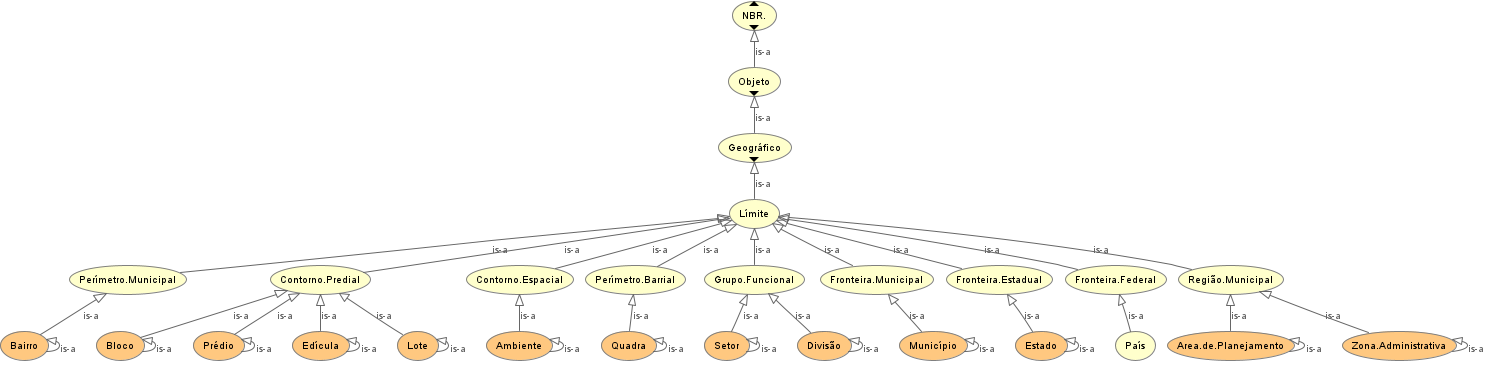 NBR.
is-a
Objeto
is-a
Geográfico
is-a
Límite
is-a is-a is-a is-a is-a is-a is-a is-a is-a
Perímetro.Municipal Contorno.Predial Contorno.Espacial Perímetro.Barrial Grupo.Funcional Fronteira.Municipal Fronteira.Estadual Fronteira.Federal Região.Municipal
is-a is-a is-a is-a is-a is-a is-a is-a is-a is-a is-a is-a is-a is-a
Bairro is-a Bloco is-a Prédio is-a Edícula is-a Lote is-a Ambiente is-a Quadra is-a Setor is-a Divisão is-a Município is-a Estado is-a País Area.de.Planejamento is-a Zona.Administrativa is-a